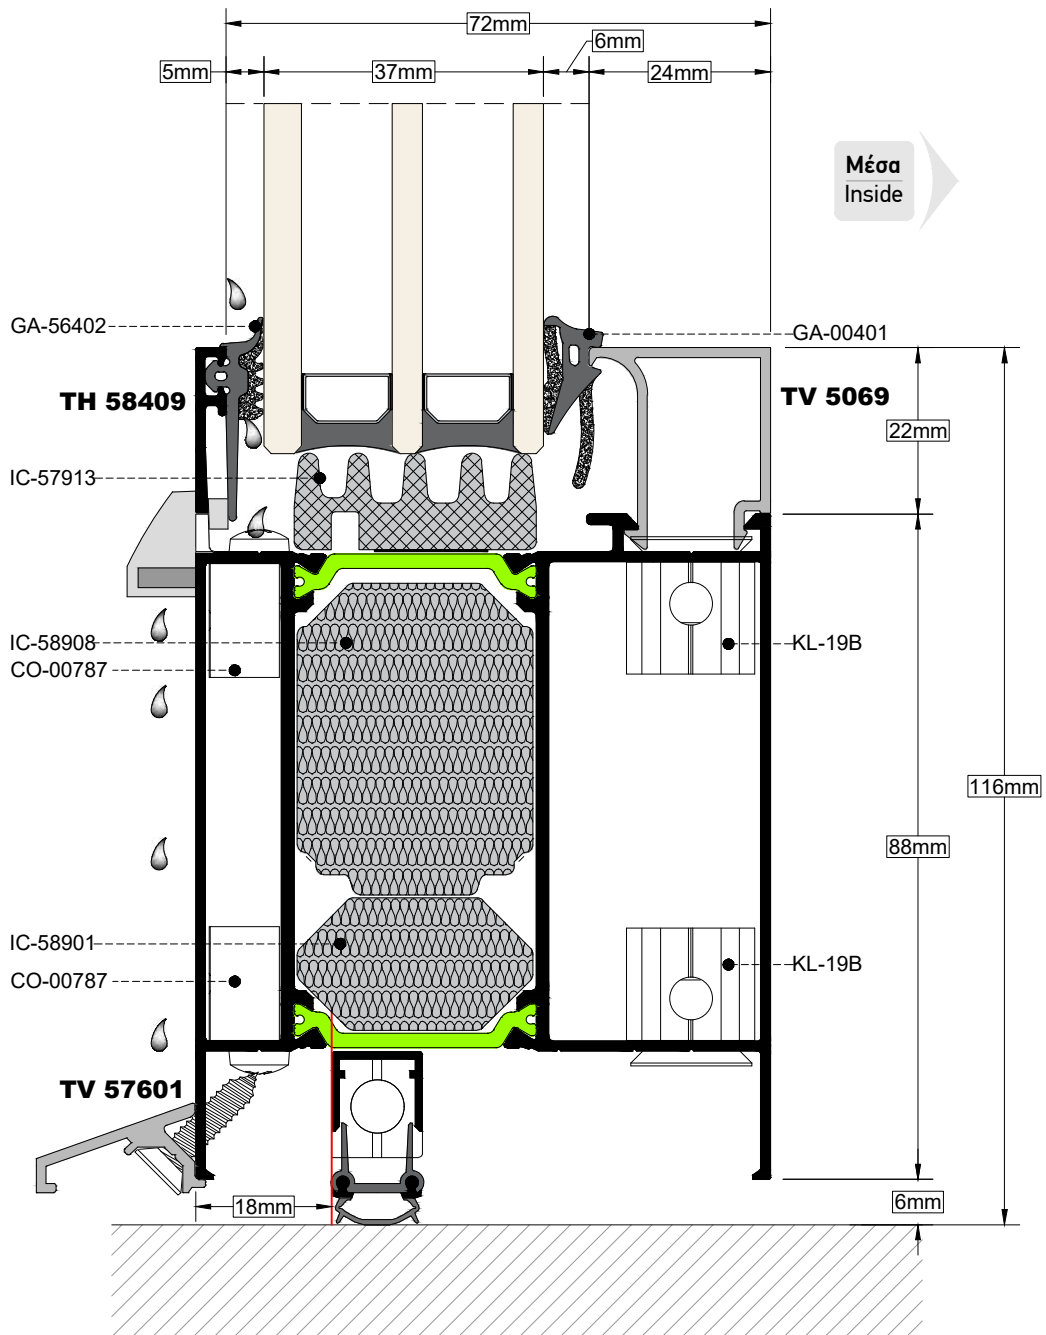 72mm
6mm
5mm
37mm
24mm
Μέσα
Inside
GA-56402
GA-00401
TH 58409
TV 5069
22mm
IC-57913
IC-58908
KL-19B
CO-00787
116mm
88mm
IC-58901
KL-19B
CO-00787
TV 57601
18mm
6mm